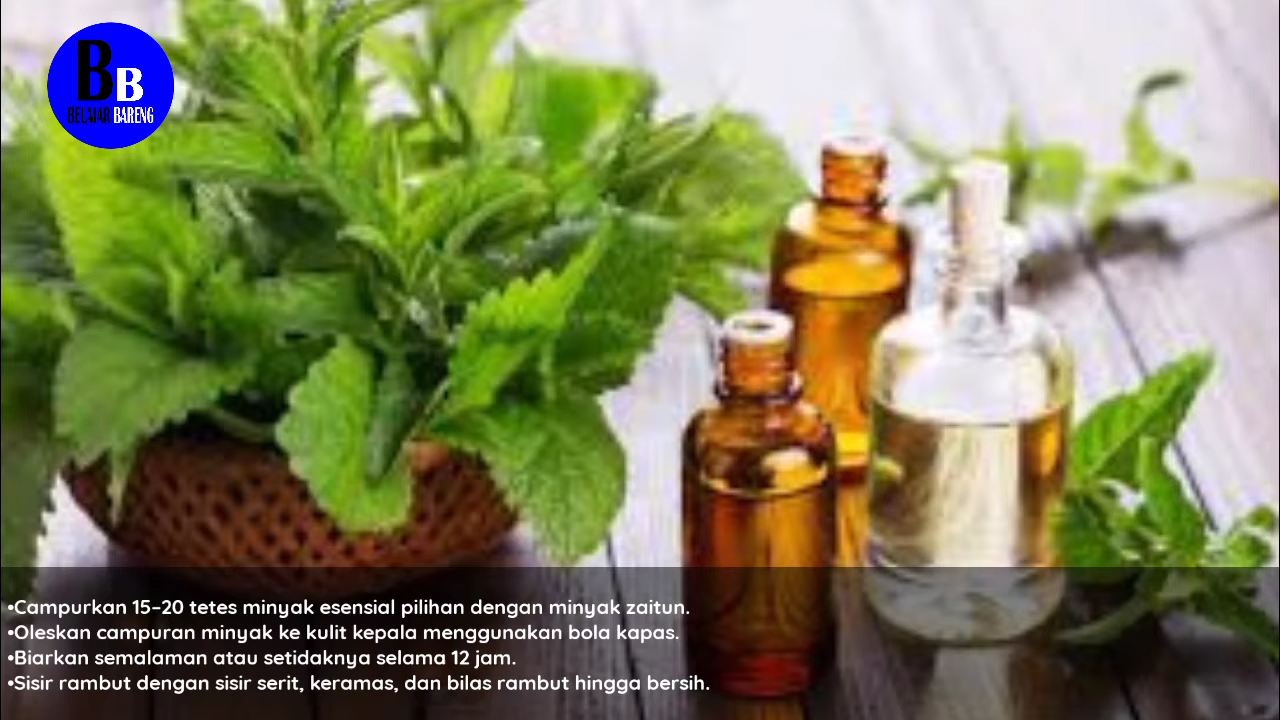 BB
BELAJAR BARENG
•Campurkan 15–20 tetes minyak esensial pilihan dengan minyak zaitun.
•Oleskan campuran minyak ke kulit kepala menggunakan bola kapas.
•Biarkan semalaman atau setidaknya selama 12 jam.
•Sisir rambut dengan sisir serit, keramas, dan bilas rambut hingga bersih.